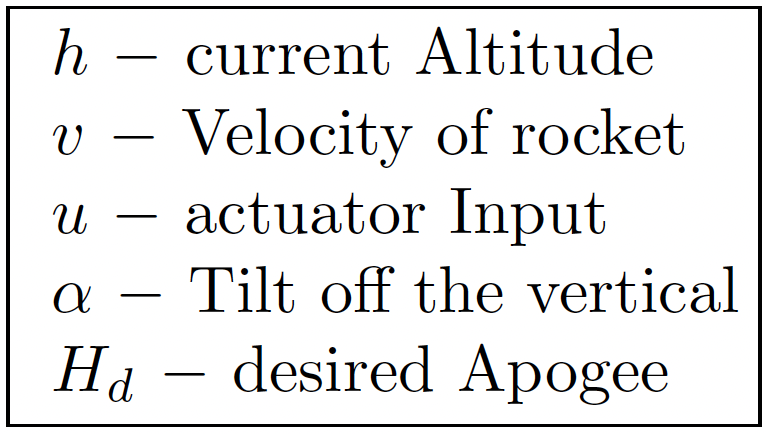 h − current Altitude
v − Velocity of rocket
u − actuator Input
α − Tilt off the vertical
H_d − desired Apogee